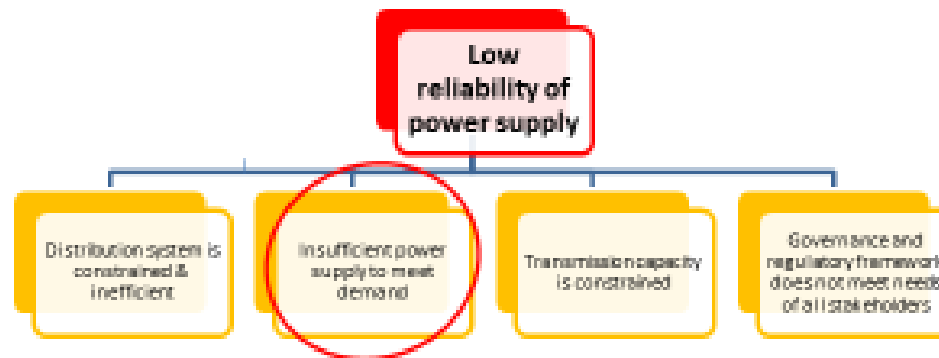 Low
reliability of
power supply
Distribution system is
constrained &
inefficient
Insufficient power
supply to meet
demand
Transmission capacity
is constrained
Governance and
regulatory framework
does not meet needs
of all stakeholders